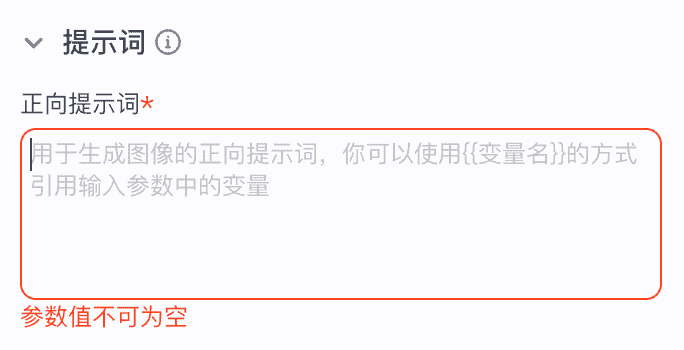 提示词
正向提示词*
用于生成图像的正向提示词，你可以使用{{变量名}}的方式
引用输入参数中的变量
参数值不可为空